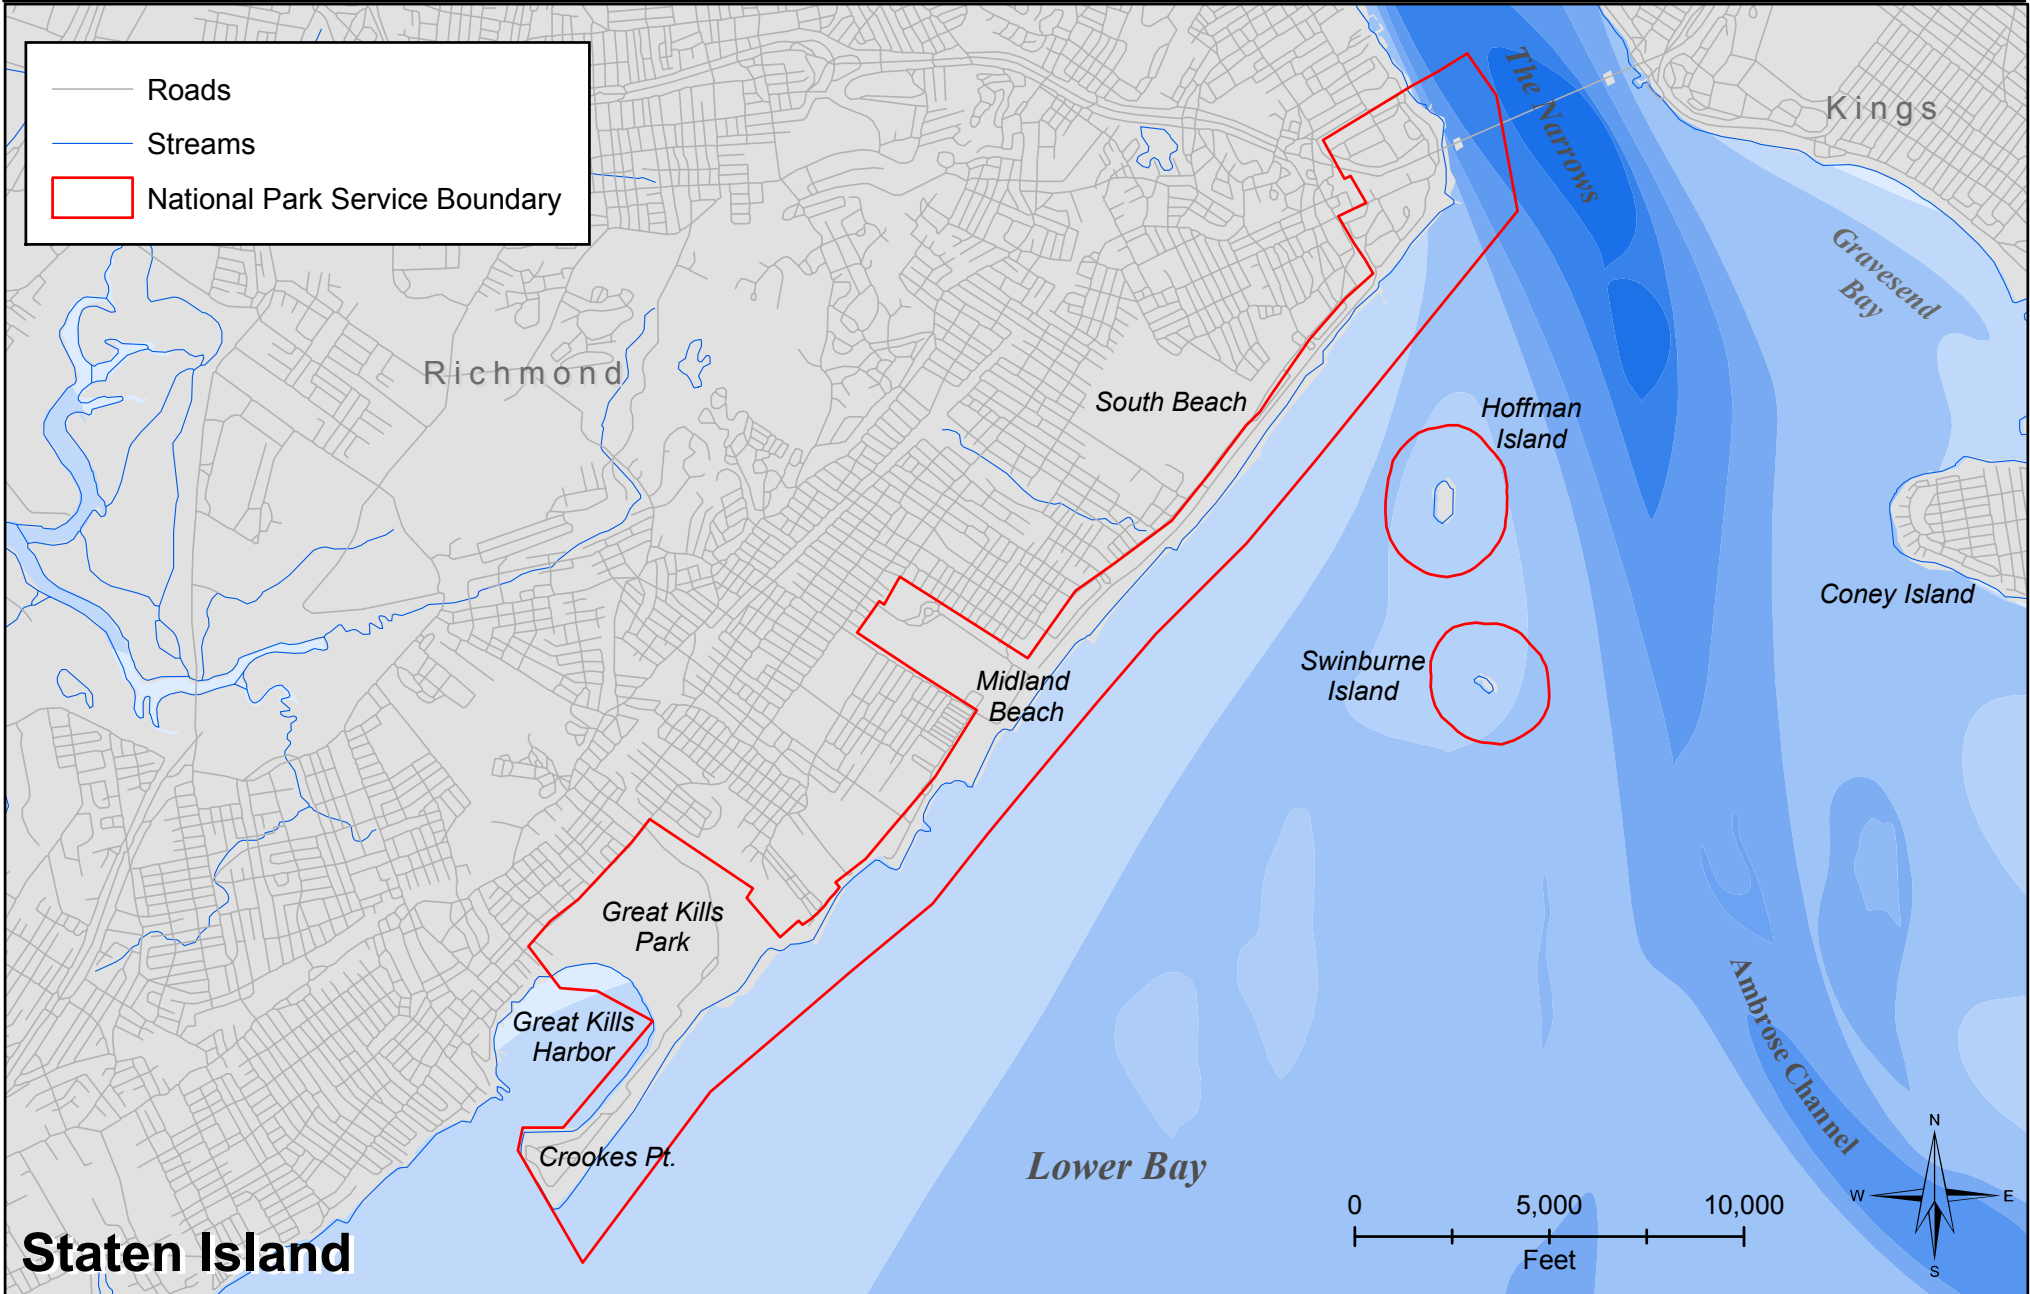 Roads
Streams
National Park Service Boundary
The Narrows
Kings
Gravesend
Bay
Richmond
South Beach
Hoffman
Island
Coney Island
Swinburne
Island
Midland
Beach
Great Kills
Park
Great Kills
Harbor
Ambrose Channel
Crookes Pt.
Lower Bay
N
W E
S
0 5,000 10,000
Feet
Staten Island